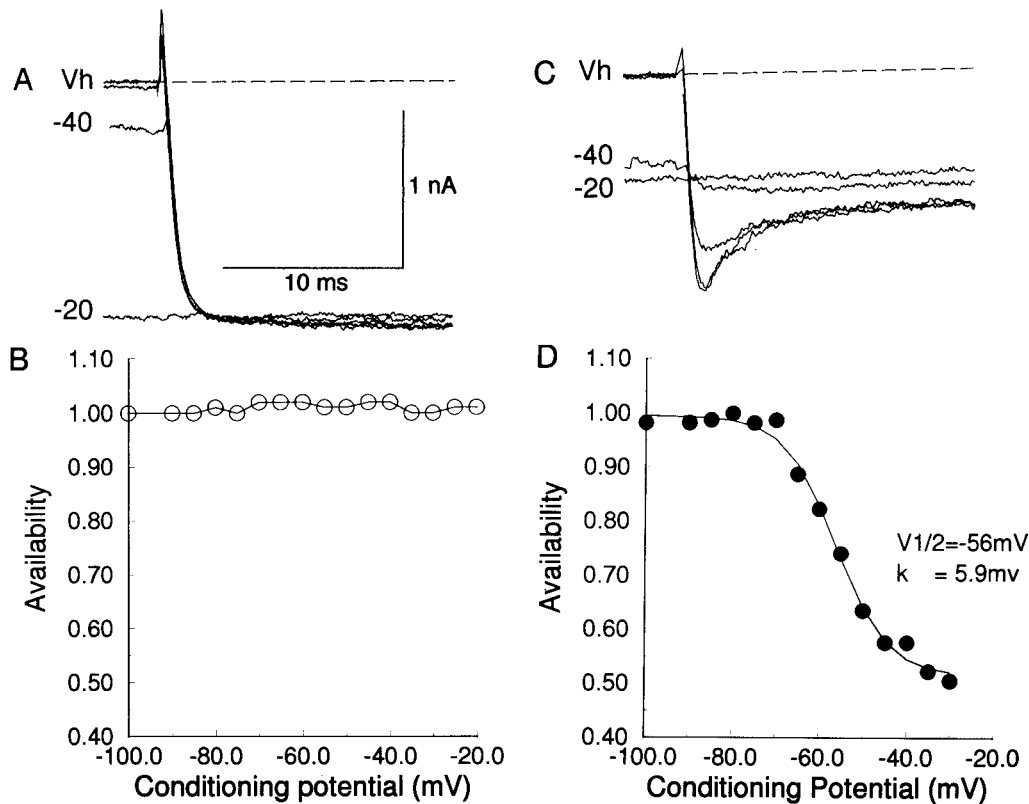 A
Vh
-40
1 nA
10 ms
-20
C
Vh
-40
-20
B
1.10
1.00
0.90
0.80
0.70
0.60
0.50
0.40
Availability
-100.0 -80.0 -60.0 -40.0 -20.0
Conditioning potential (mV)
D
1.10
1.00
0.90
0.80
0.70
0.60
0.50
0.40
Availability
V1/2=-56mV
k = 5.9mv
-100.0 -80.0 -60.0 -40.0 -20.0
Conditioning Potential (mV)